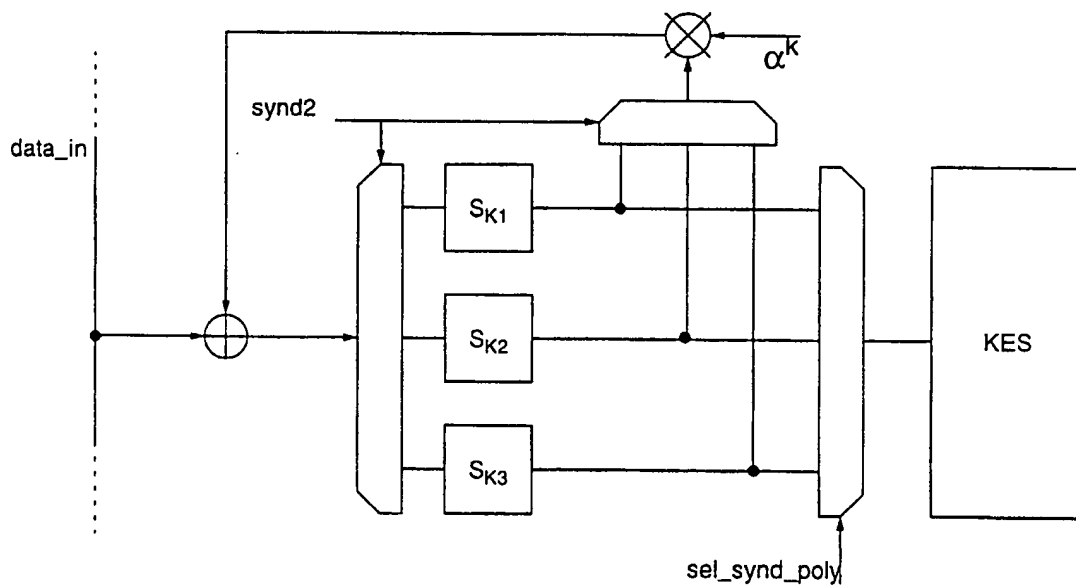 α^K
synd2
data_in
S_K1
S_K2
KES
S_K3
sel_synd_poly